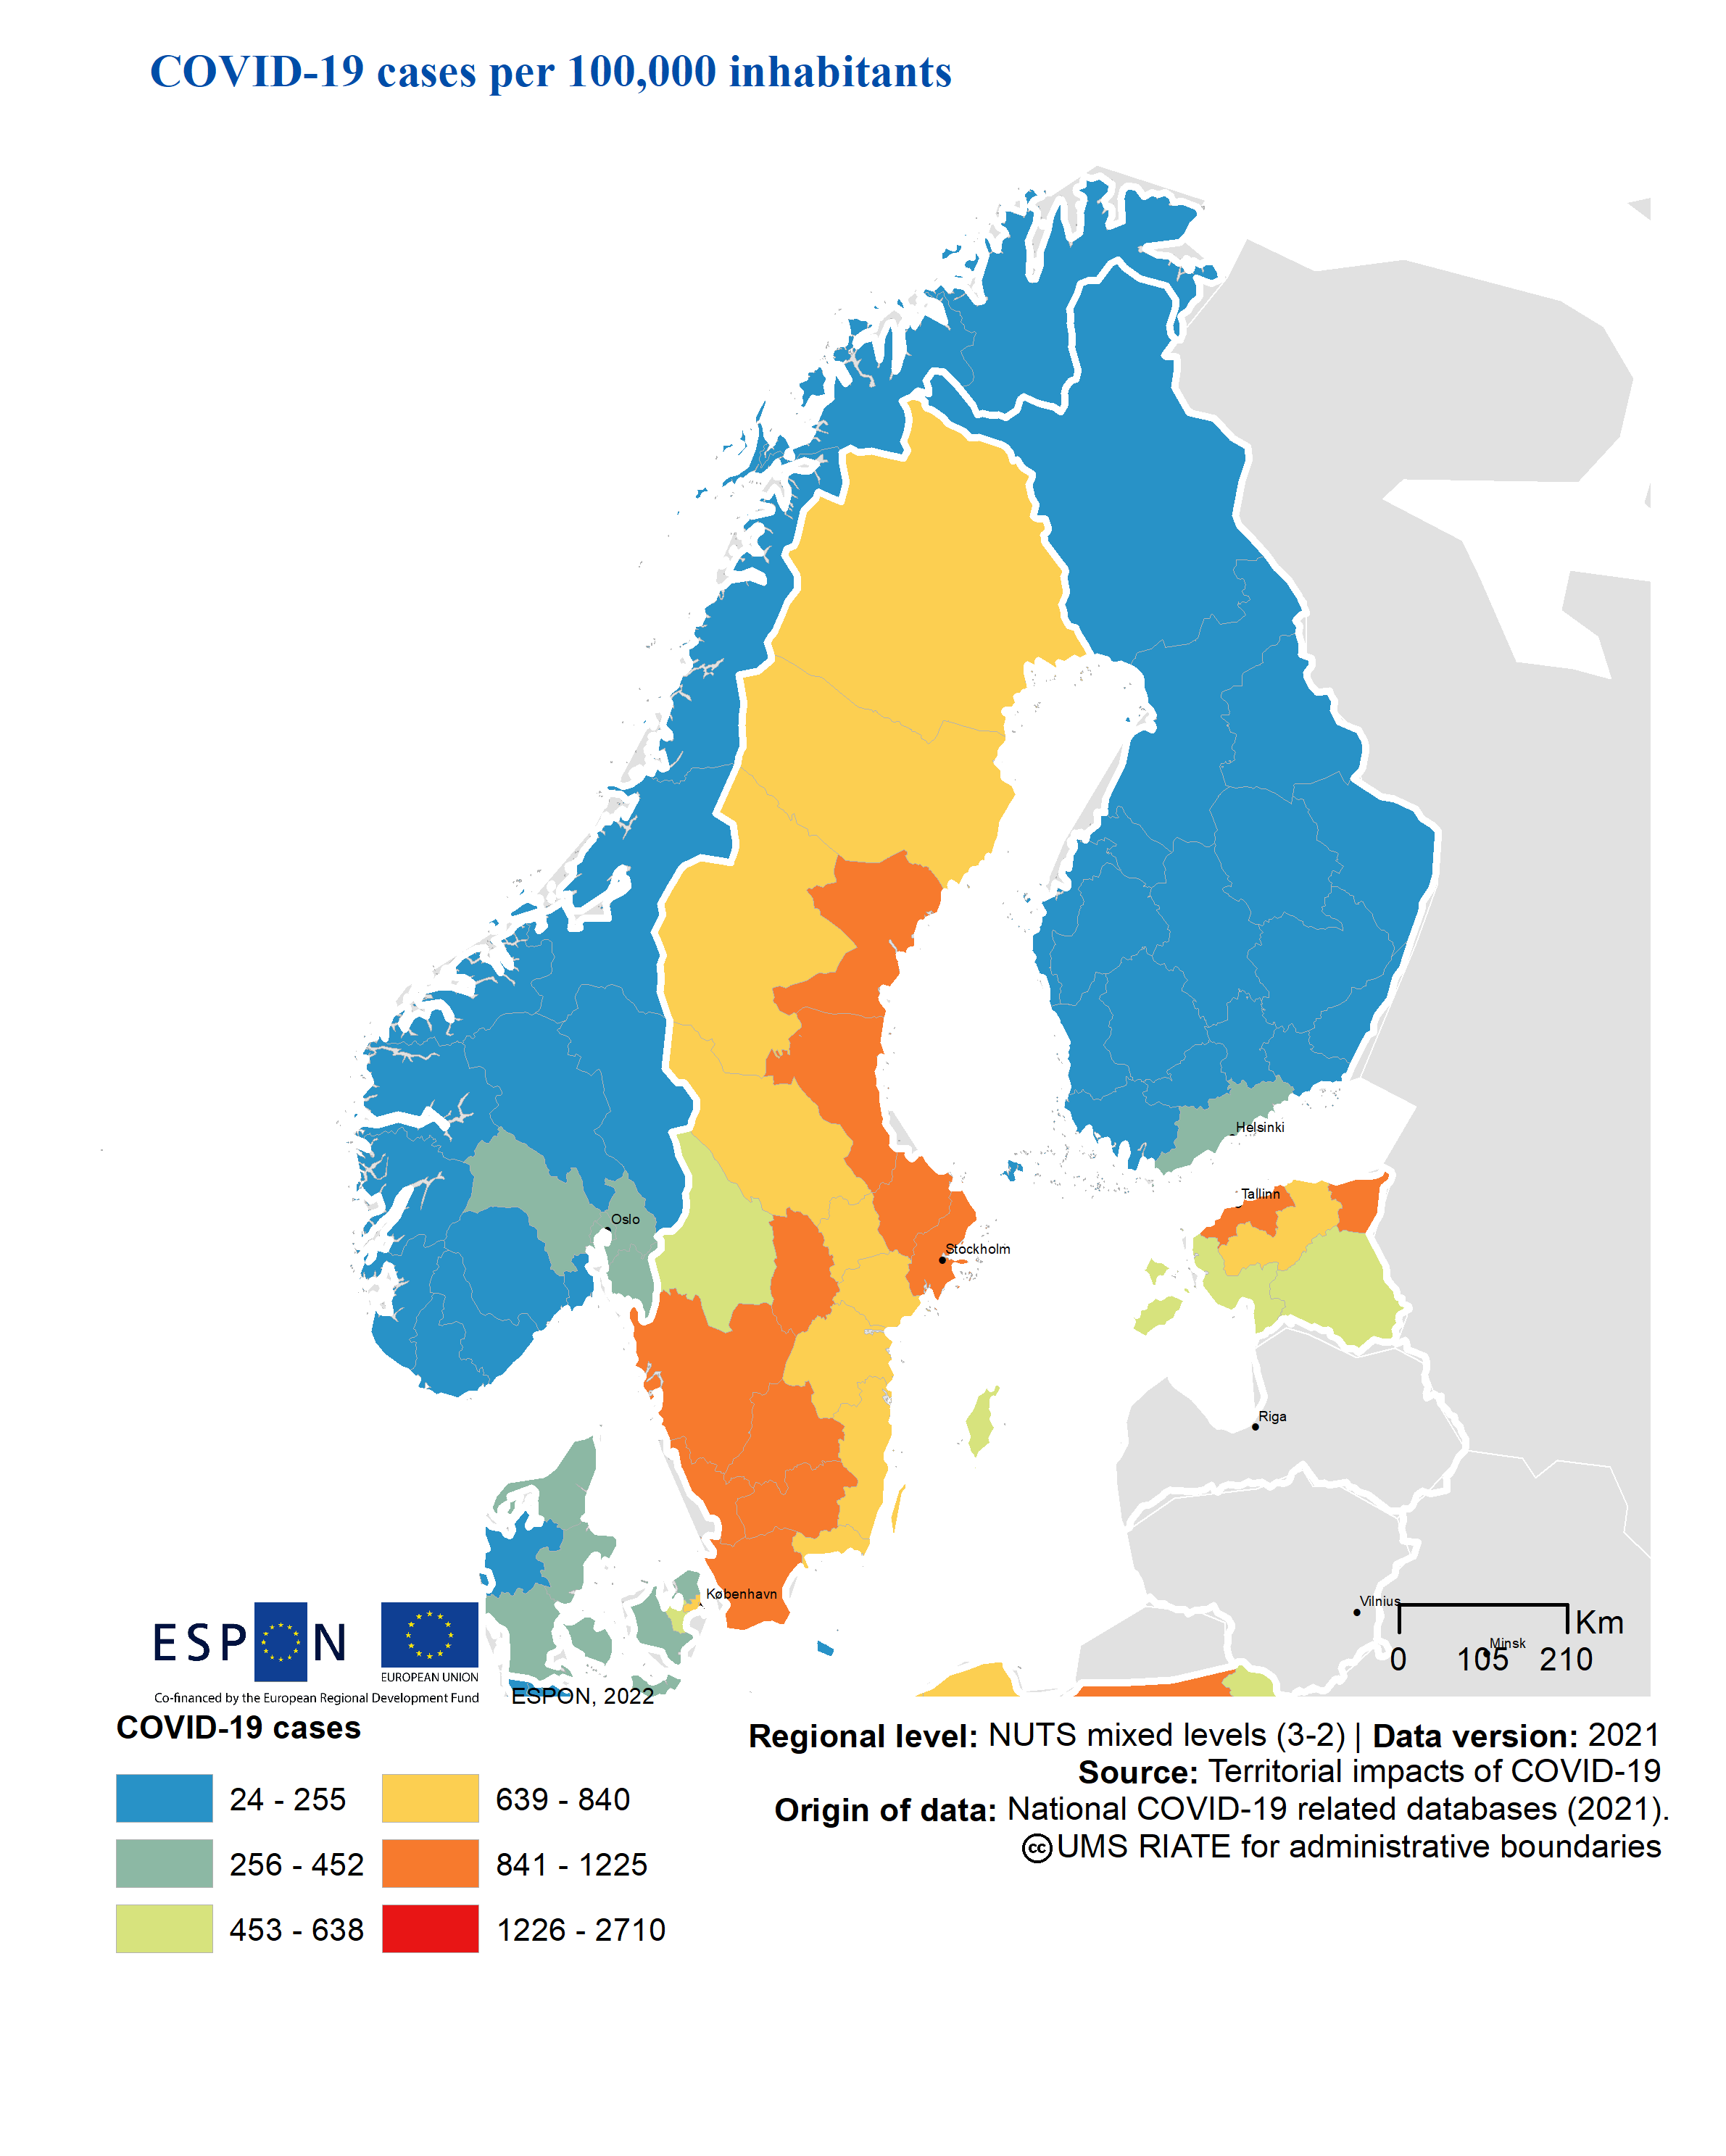 COVID-19 cases per 100,000 inhabitants
Helsinki
Tallinn
Oslo
Stockholm
Riga
København
Vilnius
Minsk
Km
0 105 210
ESPON
EUROPEAN UNION
Co-financed by the European Regional Development Fund
ESPON, 2022
COVID-19 cases
24 - 255
256 - 452
453 - 638
639 - 840
841 - 1225
1226 - 2710
Regional level: NUTS mixed levels (3-2) | Data version: 2021
Source: Territorial impacts of COVID-19
Origin of data: National COVID-19 related databases (2021).
cc UMS RIATE for administrative boundaries